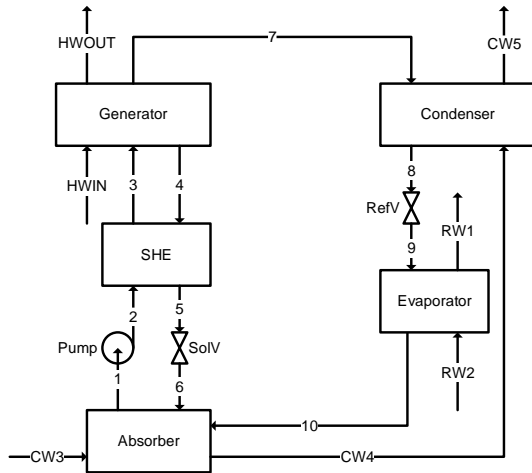 7
HWOUT
CW5
Generator
Condenser
HWIN
3
4
8
RefV
RW1
SHE
9
Evaporator
2
5
Pump
SolV
RW2
1
6
10
Absorber
CW3
CW4